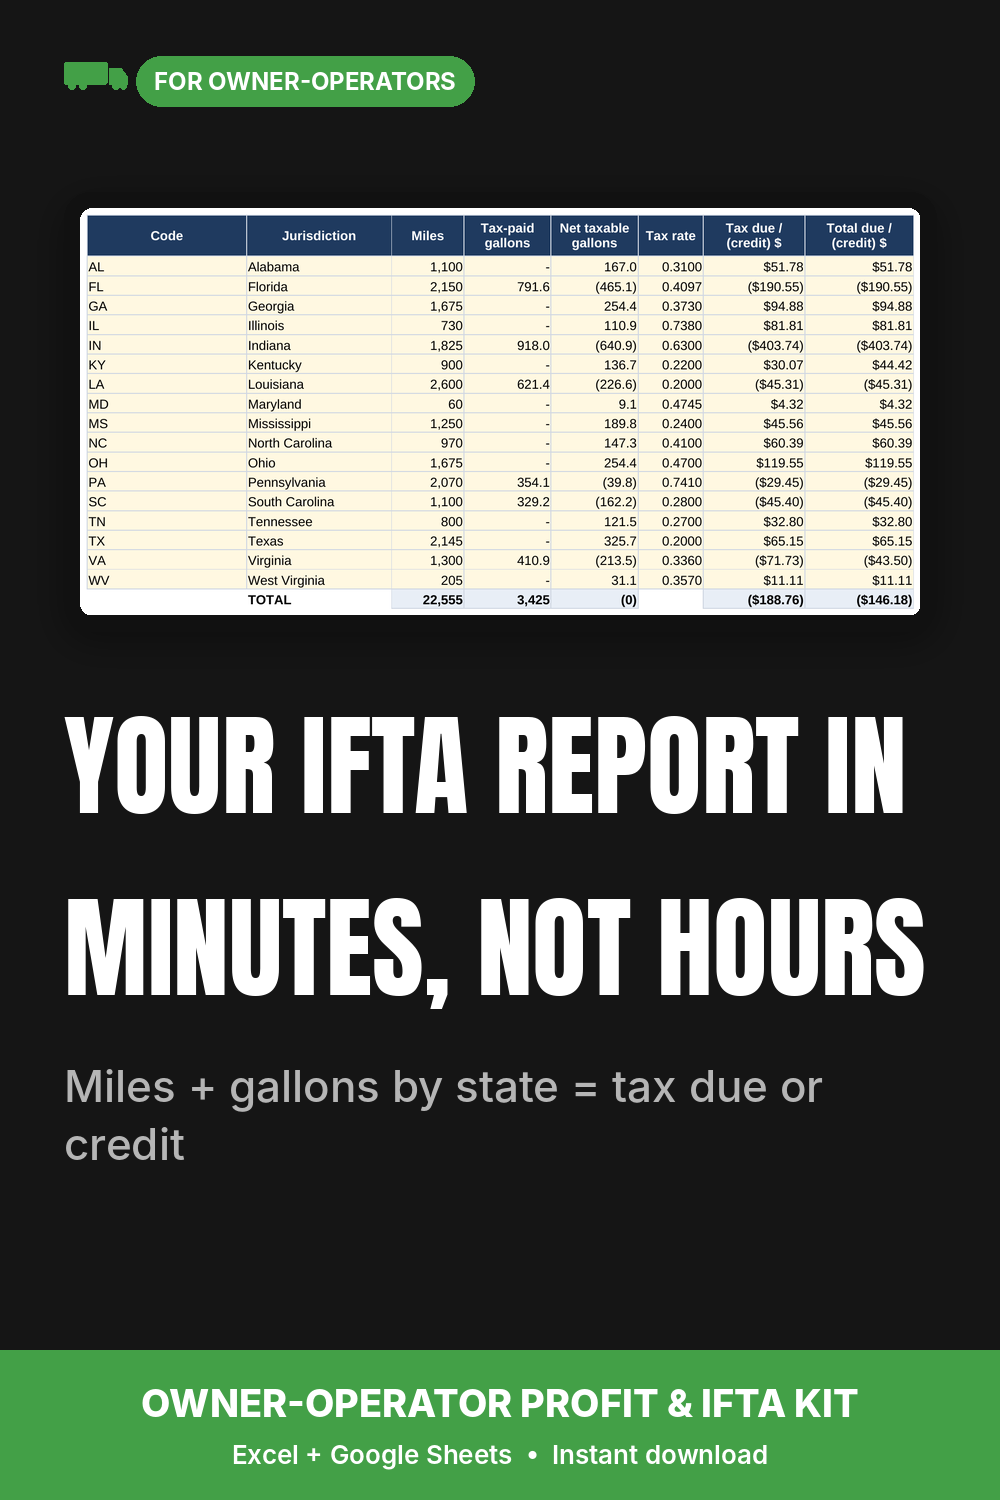 FOR OWNER-OPERATORS
Code Jurisdiction Miles Tax-paid gallons Net taxable gallons Tax rate Tax due / (credit) $ Total due / (credit) $
AL Alabama 1,100 - 167.0 0.3100 $51.78 $51.78
FL Florida 2,150 791.6 (465.1) 0.4097 ($190.55) ($190.55)
GA Georgia 1,675 - 254.4 0.3730 $94.88 $94.88
IL Illinois 730 - 110.9 0.7380 $81.81 $81.81
IN Indiana 1,825 918.0 (640.9) 0.6300 ($403.74) ($403.74)
KY Kentucky 900 - 136.7 0.2200 $30.07 $44.42
LA Louisiana 2,600 621.4 (226.6) 0.2000 ($45.31) ($45.31)
MD Maryland 60 - 9.1 0.4745 $4.32 $4.32
MS Mississippi 1,250 - 189.8 0.2400 $45.56 $45.56
NC North Carolina 970 - 147.3 0.4100 $60.39 $60.39
OH Ohio 1,675 - 254.4 0.4700 $119.55 $119.55
PA Pennsylvania 2,070 354.1 (39.8) 0.7410 ($29.45) ($29.45)
SC South Carolina 1,100 329.2 (162.2) 0.2800 ($45.40) ($45.40)
TN Tennessee 800 - 121.5 0.2700 $32.80 $32.80
TX Texas 2,145 - 325.7 0.2000 $65.15 $65.15
VA Virginia 1,300 410.9 (213.5) 0.3360 ($71.73) ($43.50)
WV West Virginia 205 - 31.1 0.3570 $11.11 $11.11
TOTAL 22,555 3,425 (0) ($188.76) ($146.18)
YOUR IFTA REPORT IN
MINUTES, NOT HOURS
Miles + gallons by state = tax due or
credit
OWNER-OPERATOR PROFIT & IFTA KIT
Excel + Google Sheets • Instant download